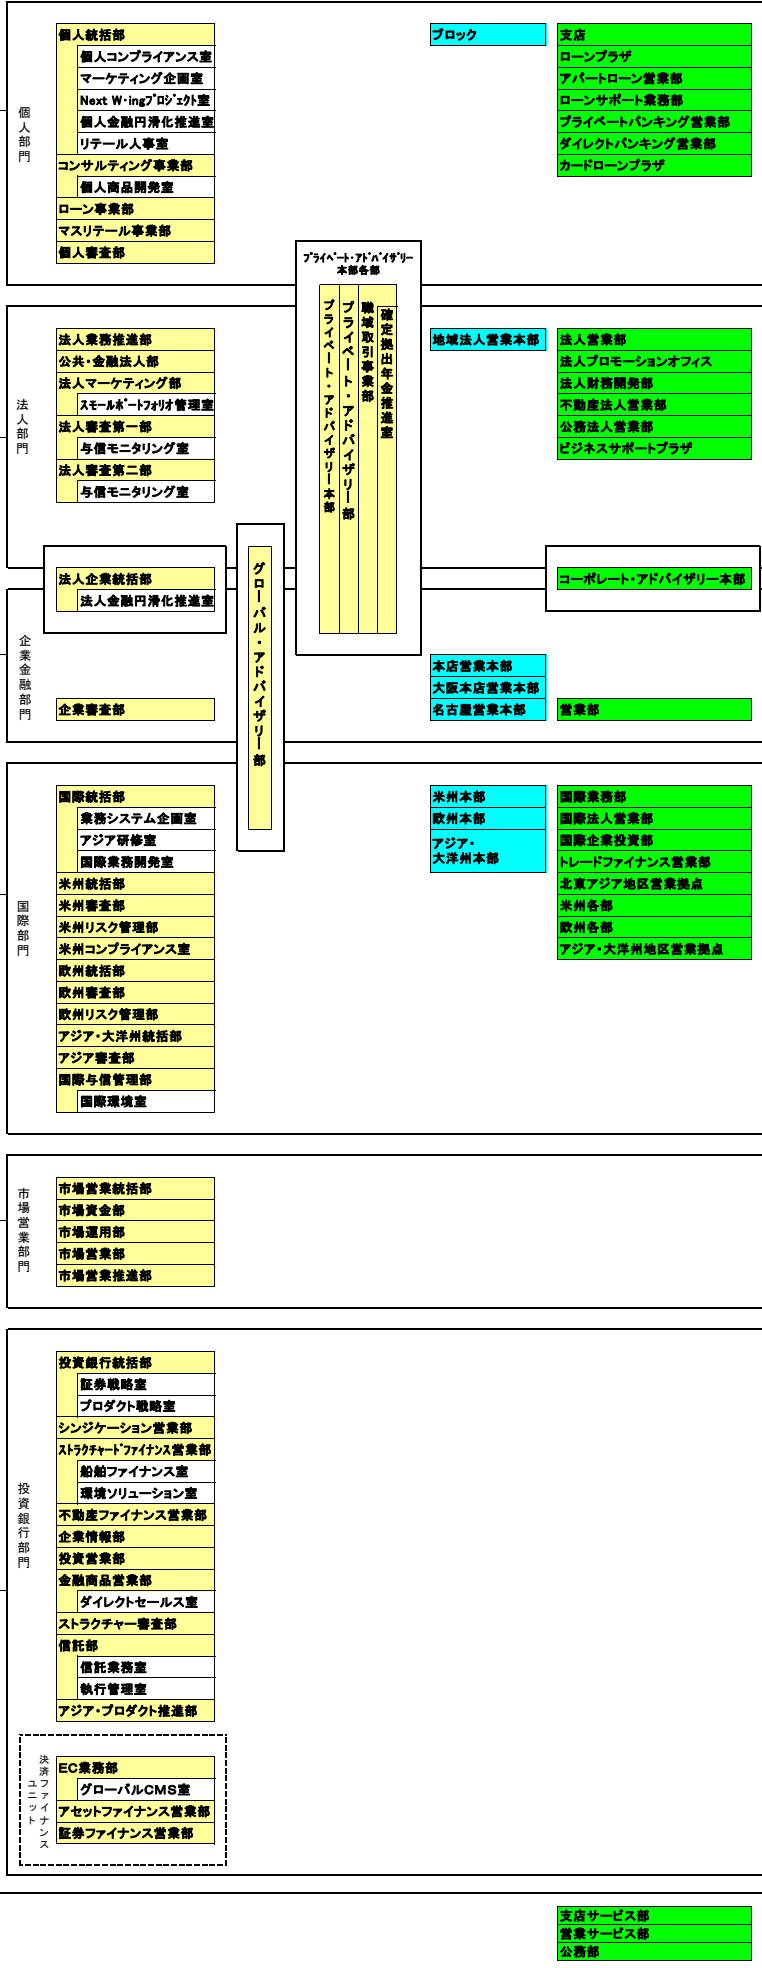 個人部門
個人統括部
個人コンプライアンス室
マーケティング企画室
Next W・ingﾌﾟﾛｼﾞｪｸﾄ室
個人金融円滑化推進室
リテール人事室
コンサルティング事業部
個人商品開発室
ローン事業部
マスリテール事業部
個人審査部
ブロック
支店
ローンプラザ
アパートローン営業部
ローンサポート業務部
プライベートバンキング営業部
ダイレクトバンキング営業部
カードローンプラザ
ﾌﾟﾗｲﾍﾞｰﾄ・ｱﾄﾞﾊﾞｲｻﾞﾘｰ
本部各部
プライベート・アドバイザリー本部
プライベート・アドバイザリー部
職域取引事業部
確定拠出年金推進室
法人部門
法人業務推進部
公共・金融法人部
法人マーケティング部
ｽﾓｰﾙﾎﾟｰﾄﾌｫﾘｵ管理室
法人審査第一部
与信モニタリング室
法人審査第二部
与信モニタリング室
地域法人営業本部
法人営業部
法人プロモーションオフィス
法人財務開発部
不動産法人営業部
公務法人営業部
ビジネスサポートプラザ
法人企業統括部
法人金融円滑化推進室
グローバル・アドバイザリー部
コーポレート・アドバイザリー本部
企業金融部門
企業審査部
本店営業本部
大阪本店営業本部
名古屋営業本部
営業部
国際部門
国際統括部
業務システム企画室
アジア研修室
国際業務開発室
米州統括部
米州審査部
米州リスク管理部
米州コンプライアンス室
欧州統括部
欧州審査部
欧州リスク管理部
アジア・大洋州統括部
アジア審査部
国際与信管理部
国際環境室
米州本部
欧州本部
アジア・
大洋州本部
国際業務部
国際法人営業部
国際企業投資部
トレードファイナンス営業部
北東アジア地区営業拠点
米州各部
欧州各部
アジア・大洋州地区営業拠点
市場営業部門
市場営業統括部
市場資金部
市場運用部
市場営業部
市場営業推進部
投資銀行部門
投資銀行統括部
証券戦略室
プロダクト戦略室
シンジケーション営業部
ｽﾄﾗｸﾁｬｰﾄﾞﾌｧｲﾅﾝｽ営業部
船舶ファイナンス室
環境ソリューション室
不動産ファイナンス営業部
企業情報部
投資営業部
金融商品営業部
ダイレクトセールス室
ストラクチャー審査部
信託部
信託業務室
執行管理室
アジア・プロダクト推進部
決済ファイナンス
ユニット
EC業務部
グローバルCMS室
アセットファイナンス営業部
証券ファイナンス営業部
支店サービス部
営業サービス部
公務部